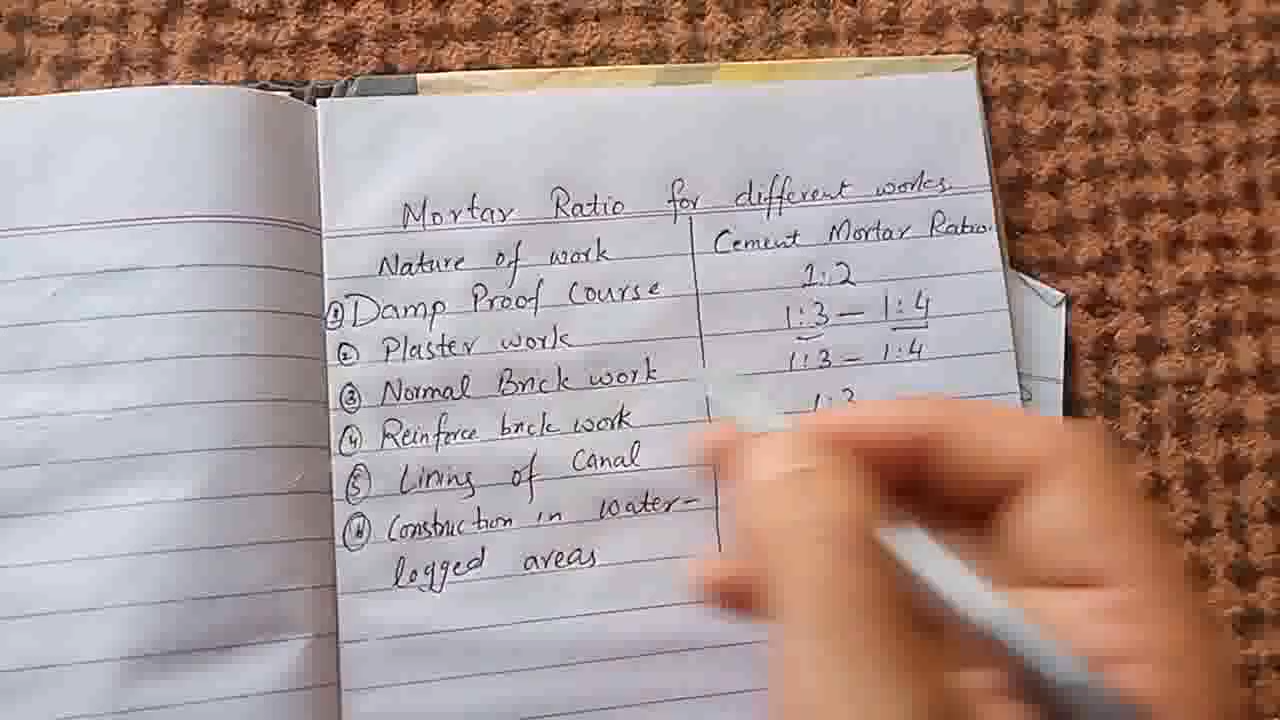 Mortar Ratio for different works.
Nature of work Cement Mortar Ratio.
① Damp Proof Course 1:2
② Plaster work 1:3 – 1:4
③ Normal Brick work 1:3 – 1:4
④ Reinforce brick work 1:3
⑤ Lining of Canal
⑥ Construction in water-
logged areas